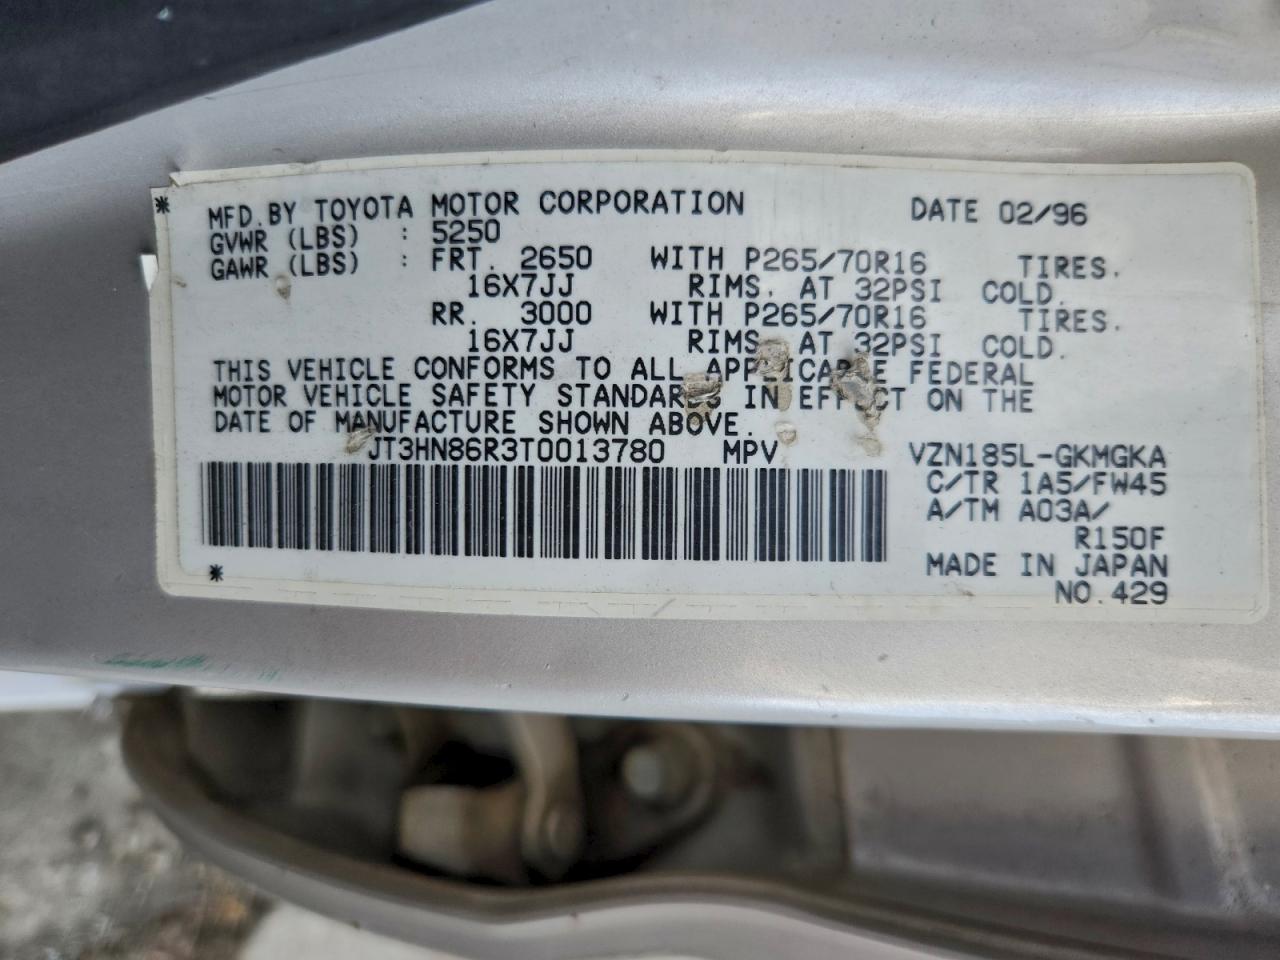 * MFD.BY TOYOTA MOTOR CORPORATION DATE 02/96
GVWR (LBS) : 5250
GAWR (LBS) : FRT. 2650 WITH P265/70R16 TIRES.
16X7JJ RIMS. AT 32PSI COLD.
RR. 3000 WITH P265/70R16 TIRES.
16X7JJ RIMS. AT 32PSI COLD.
THIS VEHICLE CONFORMS TO ALL APPLICABLE FEDERAL
MOTOR VEHICLE SAFETY STANDARDS IN EFFECT ON THE
DATE OF MANUFACTURE SHOWN ABOVE.
JT3HN86R3T0013780 MPV VZN185L-GKMGKA
C/TR 1A5/FW45
A/TM A03A/
R150F
MADE IN JAPAN
* NO.429